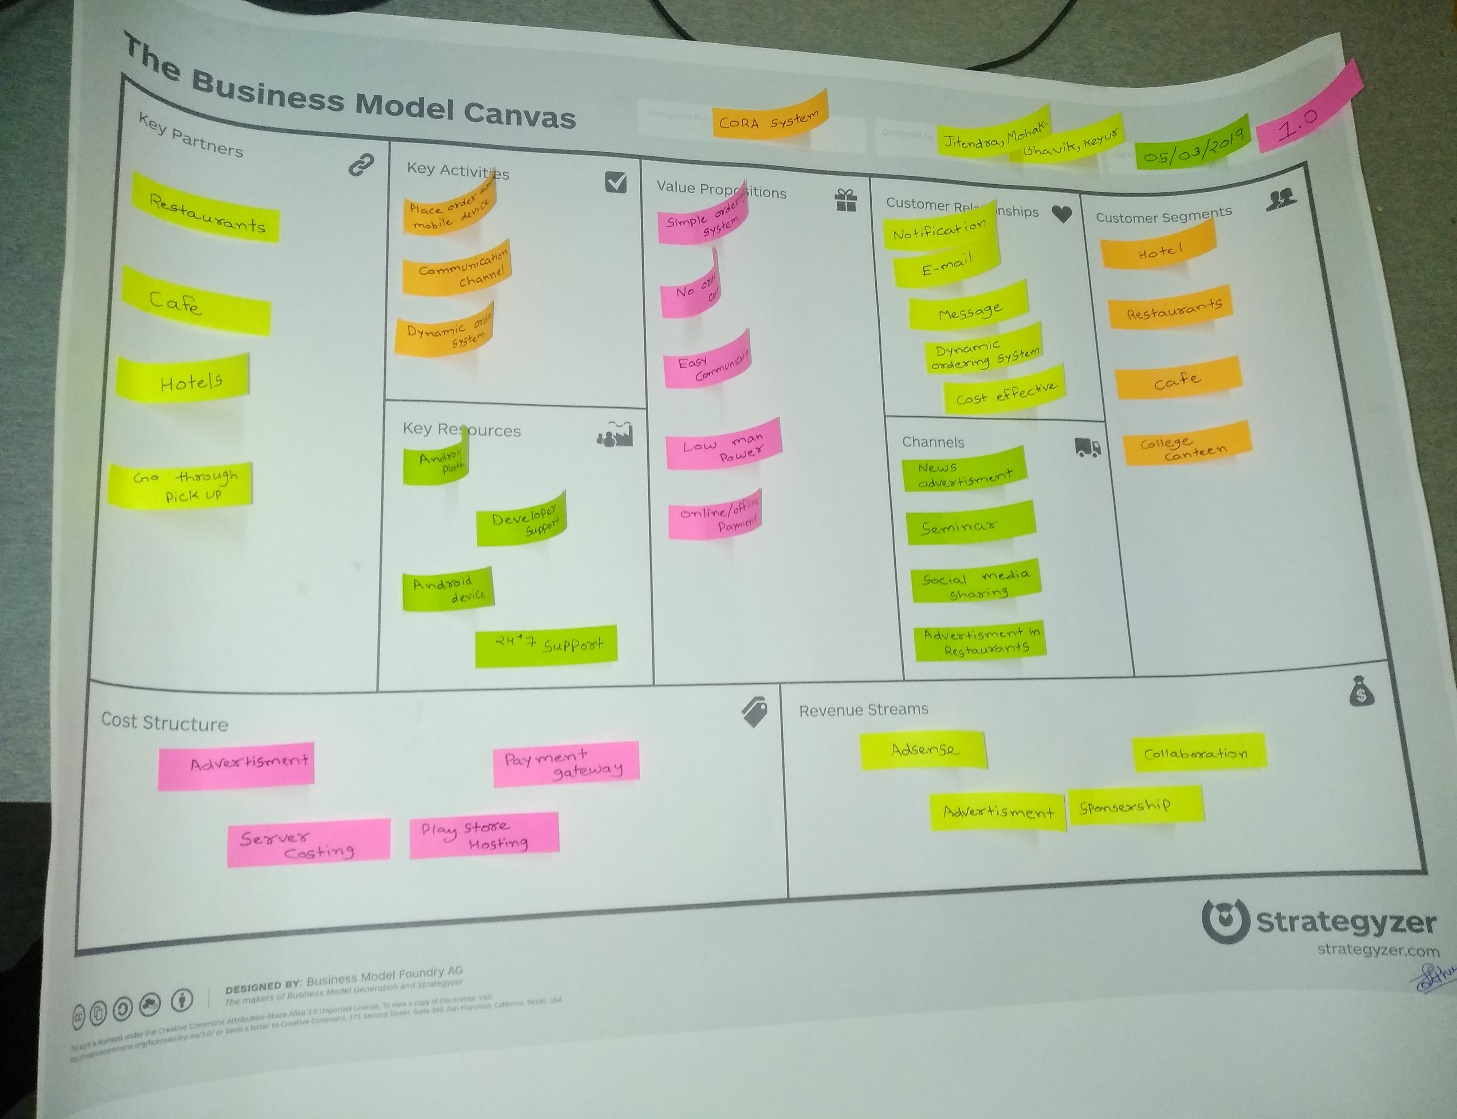 The Business Model Canvas
CORA System
Jitendra, Mohak
Bhavik, Keyur
05/03/2019
1.0
Key Partners
Restaurants
Cafe
Hotels
Go through
Pick up
Key Activities
Place order
mobile device
Communication
channel
Dynamic
System
Key Resources
Android
Developer
Support
Android
device
24*7 Support
Value Propositions
Simple order
System
No
Easy
Low man
Power
Online/offline
Payment
Customer Relationships
Notification
E-mail
Message
Dynamic
ordering system
Cost effective
Channels
News
advertisment
Seminar
Social media
sharing
Advertisment in
Restaurants
Customer Segments
Hotel
Restaurants
Cafe
College
Canteen
Cost Structure
Advertisment
Payment
gateway
Server
Costing
Play store
Hosting
Revenue Streams
Adsense
Collaboration
Advertisment
Sponsership
Strategyzer
strategyzer.com
DESIGNED BY: Business Model Foundry AG
The makers of Business Model Generation and Strategyzer